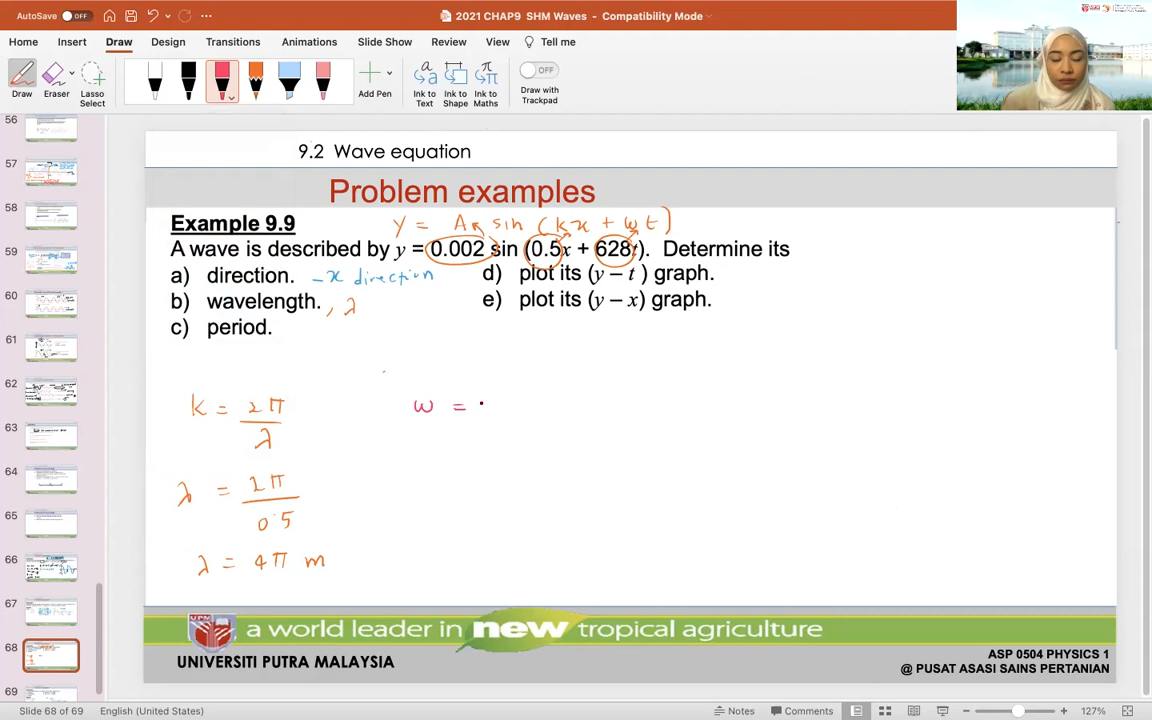 AutoSave OFF
2021 CHAP9 SHM Waves - Compatibility Mode
Home Insert Draw Design Transitions Animations Slide Show Review View Tell me
Draw
Eraser
Lasso
Select
Add Pen
Ink to
Text
Ink to
Shape
Ink to
Maths
OFF
Draw with
Trackpad
56
57
58
59
60
61
62
63
64
65
66
67
68
69
9.2 Wave equation
Problem examples
y = A sin (kx + ωt)
Example 9.9
A wave is described by y = 0.002 sin (0.5x + 628t). Determine its
a) direction. -x direction
b) wavelength. , λ
c) period.
d) plot its (y – t ) graph.
e) plot its (y – x) graph.
k = 2π
λ
λ = 2π
0.5
λ = 4π m
ω =
UPM
a world leader in new tropical agriculture
UNIVERSITI PUTRA MALAYSIA
ASP 0504 PHYSICS 1
@ PUSAT ASASI SAINS PERTANIAN
Slide 68 of 69 English (United States) Notes Comments 127%